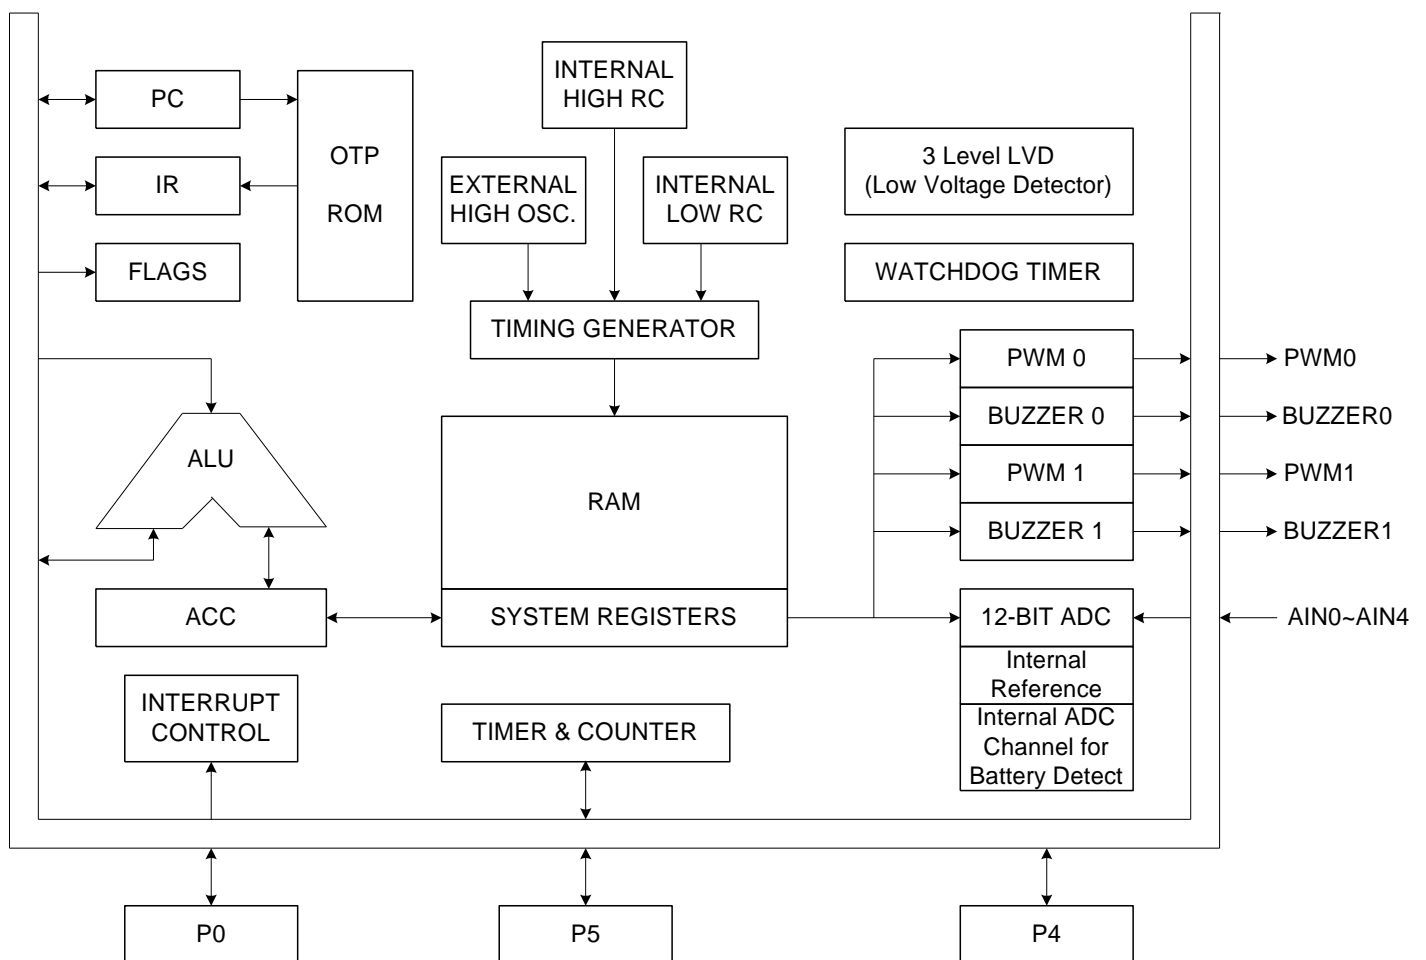 PC
IR
FLAGS
OTP
ROM
INTERNAL
HIGH RC
EXTERNAL
HIGH OSC.
INTERNAL
LOW RC
TIMING GENERATOR
3 Level LVD
(Low Voltage Detector)
WATCHDOG TIMER
PWM 0
BUZZER 0
PWM 1
BUZZER 1
PWM0
BUZZER0
PWM1
BUZZER1
ALU
RAM
ACC
SYSTEM REGISTERS
12-BIT ADC
AIN0~AIN4
Internal
Reference
Internal ADC
Channel for
Battery Detect
INTERRUPT
CONTROL
TIMER & COUNTER
P0
P5
P4